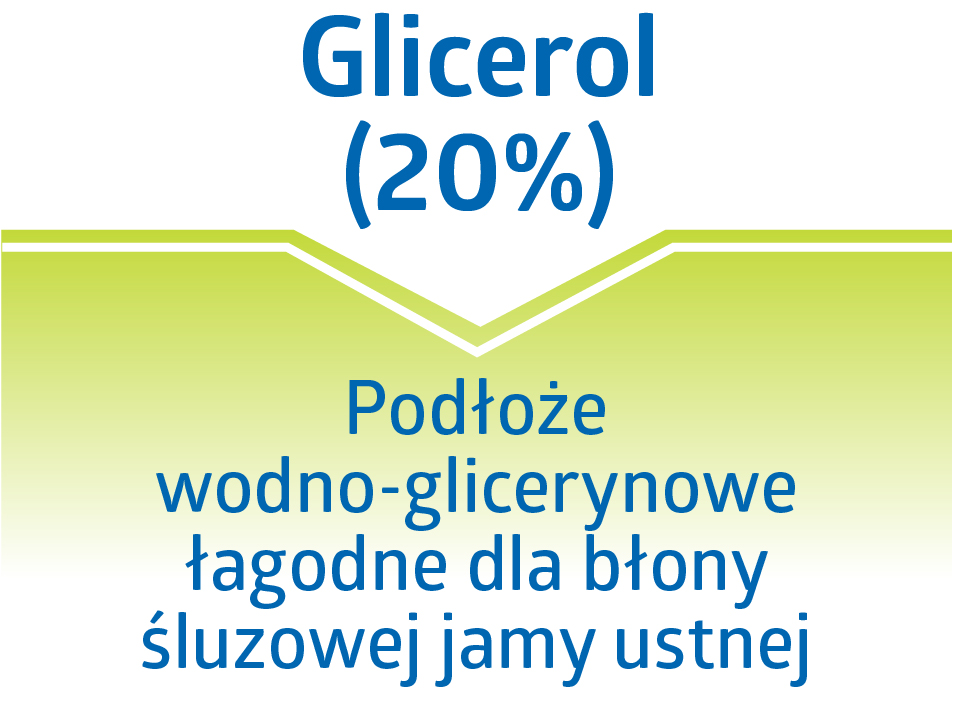 Glicerol
(20%)
Podłoże
wodno-glicerynowe
łagodne dla błony
śluzowej jamy ustnej